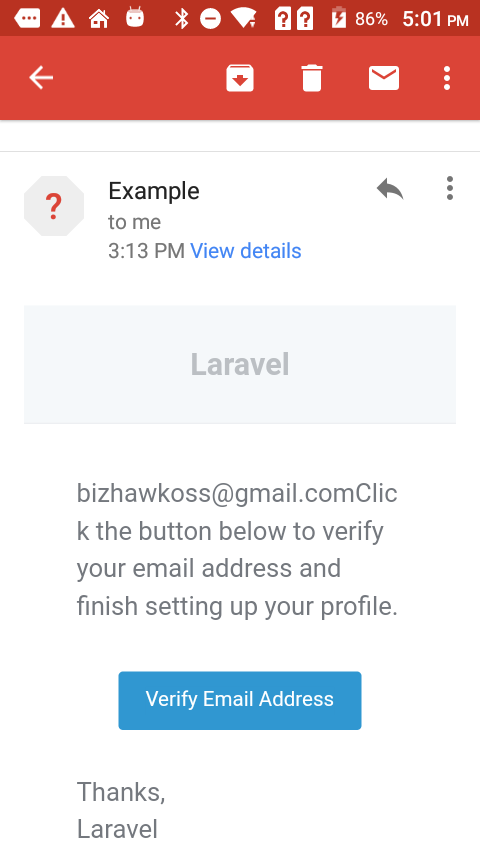 86% 5:01 PM
? Example
to me
3:13 PM View details
Laravel
bizhawkoss@gmail.comClic
k the button below to verify
your email address and
finish setting up your profile.
Verify Email Address
Thanks,
Laravel